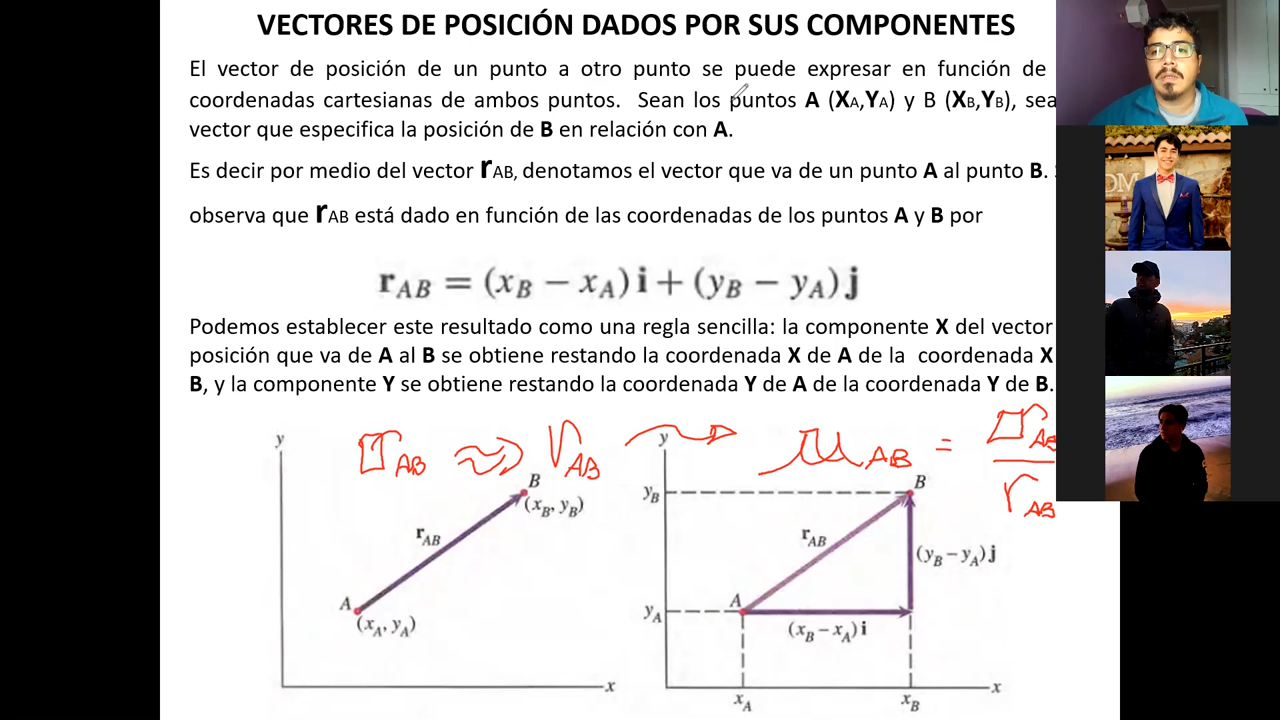 VECTORES DE POSICIÓN DADOS POR SUS COMPONENTES
El vector de posición de un punto a otro punto se puede expresar en función de
coordenadas cartesianas de ambos puntos. Sean los puntos A (XA,YA) y B (XB,YB), sea
vector que especifica la posición de B en relación con A.
Es decir por medio del vector rAB, denotamos el vector que va de un punto A al punto B.
observa que rAB está dado en función de las coordenadas de los puntos A y B por
rAB = (xB − xA) i + (yB − yA) j
Podemos establecer este resultado como una regla sencilla: la componente X del vector
posición que va de A al B se obtiene restando la coordenada X de A de la coordenada X
B, y la componente Y se obtiene restando la coordenada Y de A de la coordenada Y de B.
rAB ≈> rAB → uAB = rAB / rAB
y
B
(xB, yB)
rAB
A
(xA, yA)
x
y
yB
B
rAB
(yB − yA) j
yA
A
(xB − xA) i
x
xA
xB
DM